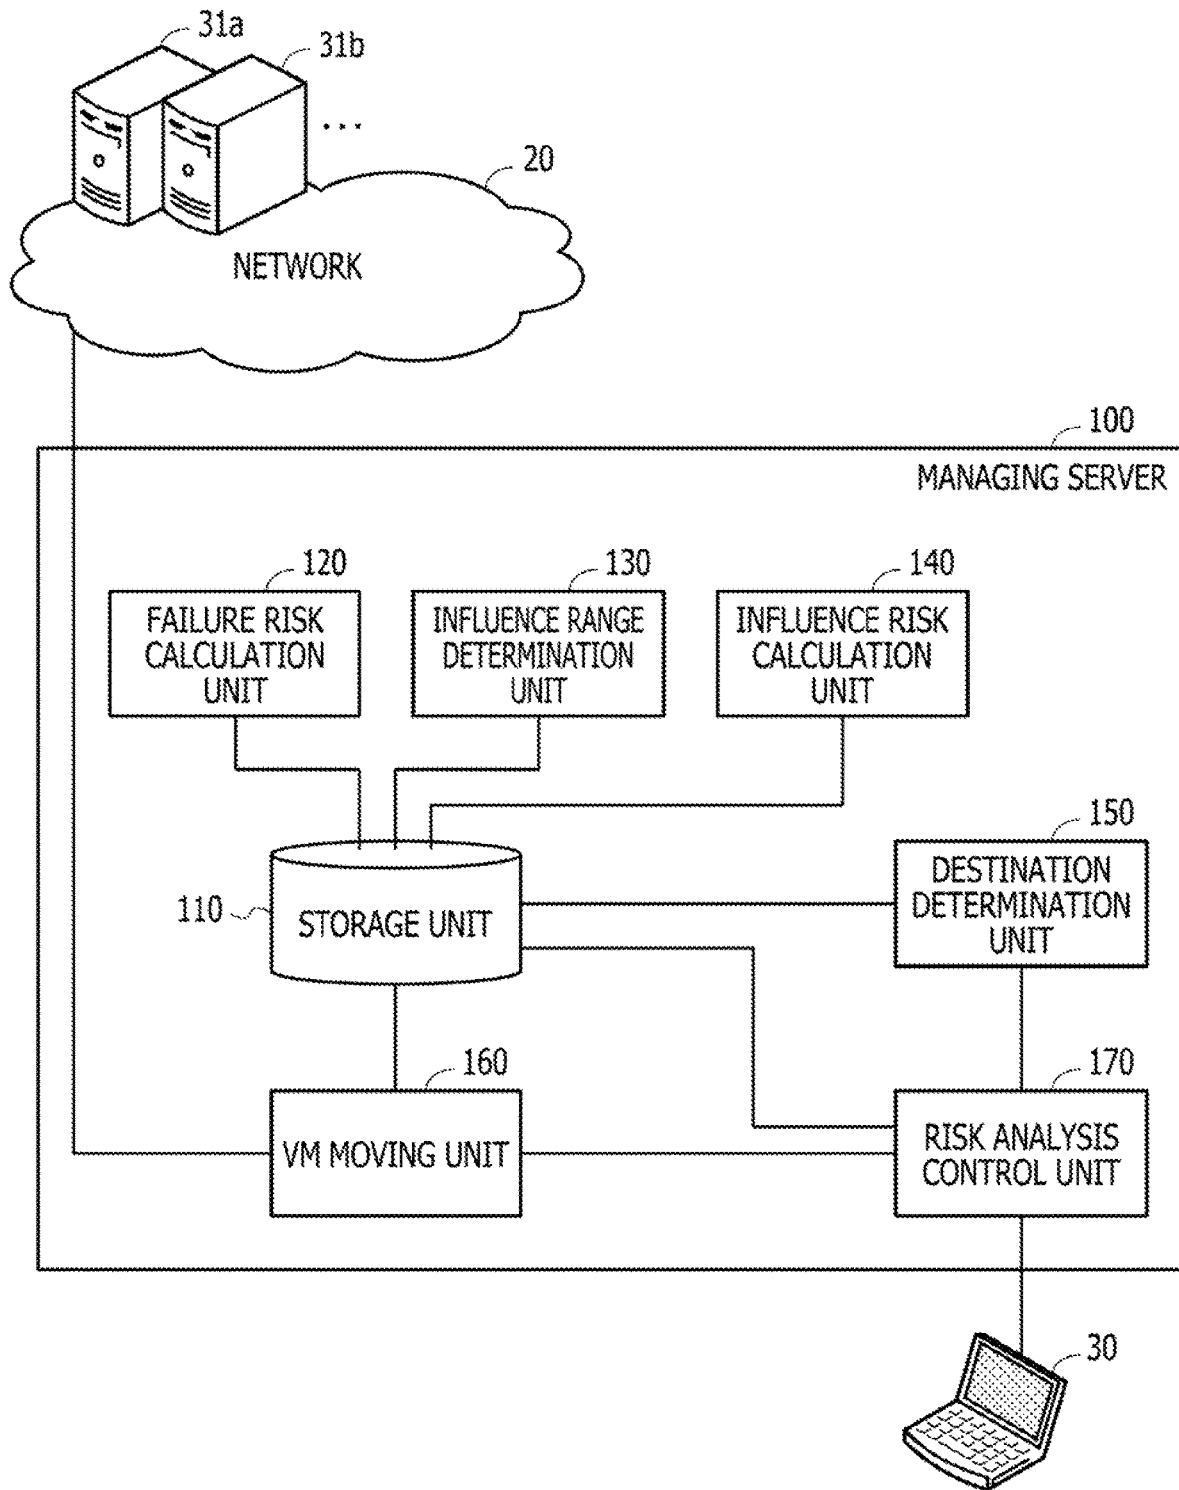 31a
31b
...
20
NETWORK
100
MANAGING SERVER
120
130
140
FAILURE RISK
CALCULATION
UNIT
INFLUENCE RANGE
DETERMINATION
UNIT
INFLUENCE RISK
CALCULATION
UNIT
150
DESTINATION
DETERMINATION
UNIT
110
STORAGE UNIT
160
VM MOVING UNIT
170
RISK ANALYSIS
CONTROL UNIT
30